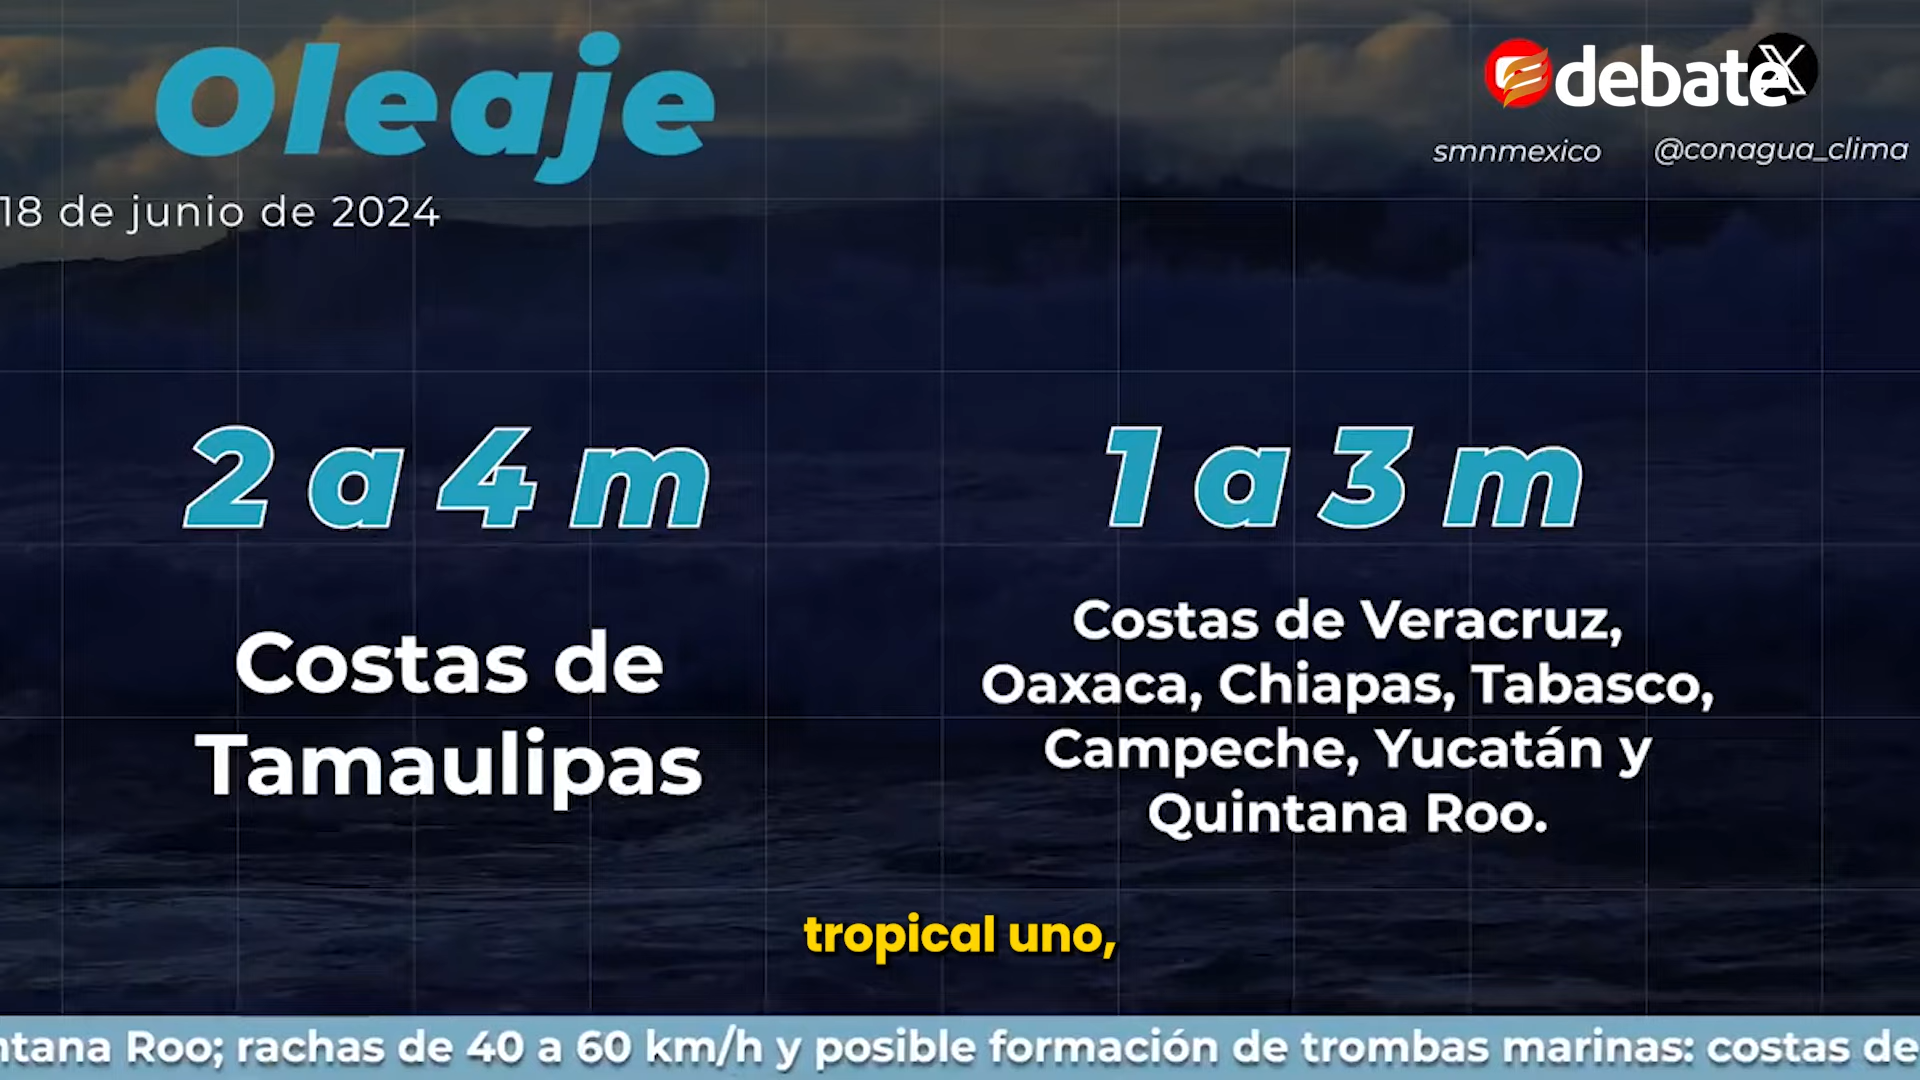 Oleaje
debate X
smnmexico @conagua_clima
18 de junio de 2024
2 a 4 m
Costas de
Tamaulipas
1 a 3 m
Costas de Veracruz,
Oaxaca, Chiapas, Tabasco,
Campeche, Yucatán y
Quintana Roo.
tropical uno,
ntana Roo; rachas de 40 a 60 km/h y posible formación de trombas marinas: costas de